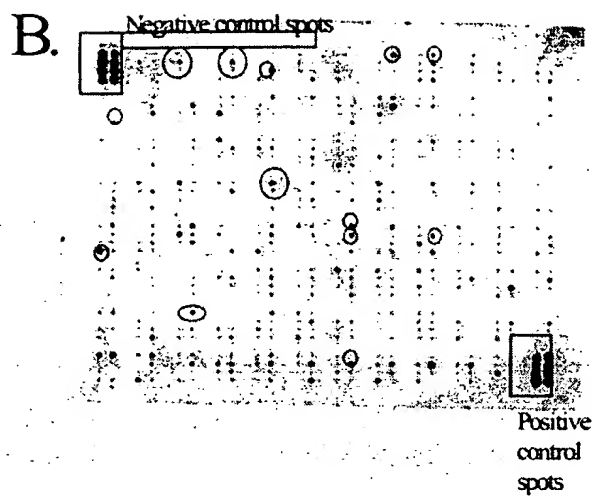 B.
Negative control spots
Positive
control
spots